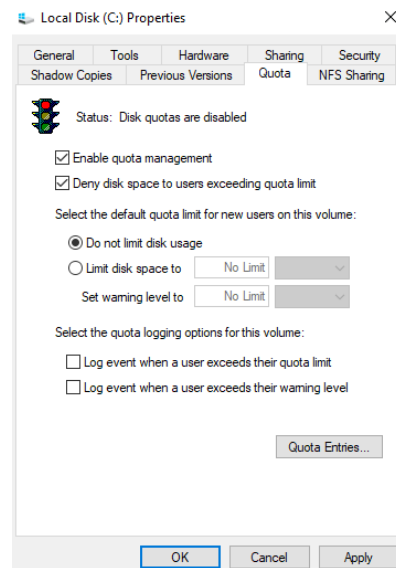 Local Disk (C:) Properties
General Tools Hardware Sharing Security
Shadow Copies Previous Versions Quota NFS Sharing
Status: Disk quotas are disabled
Enable quota management
Deny disk space to users exceeding quota limit
Select the default quota limit for new users on this volume:
Do not limit disk usage
Limit disk space to No Limit
Set warning level to No Limit
Select the quota logging options for this volume:
Log event when a user exceeds their quota limit
Log event when a user exceeds their warning level
Quota Entries...
OK Cancel Apply